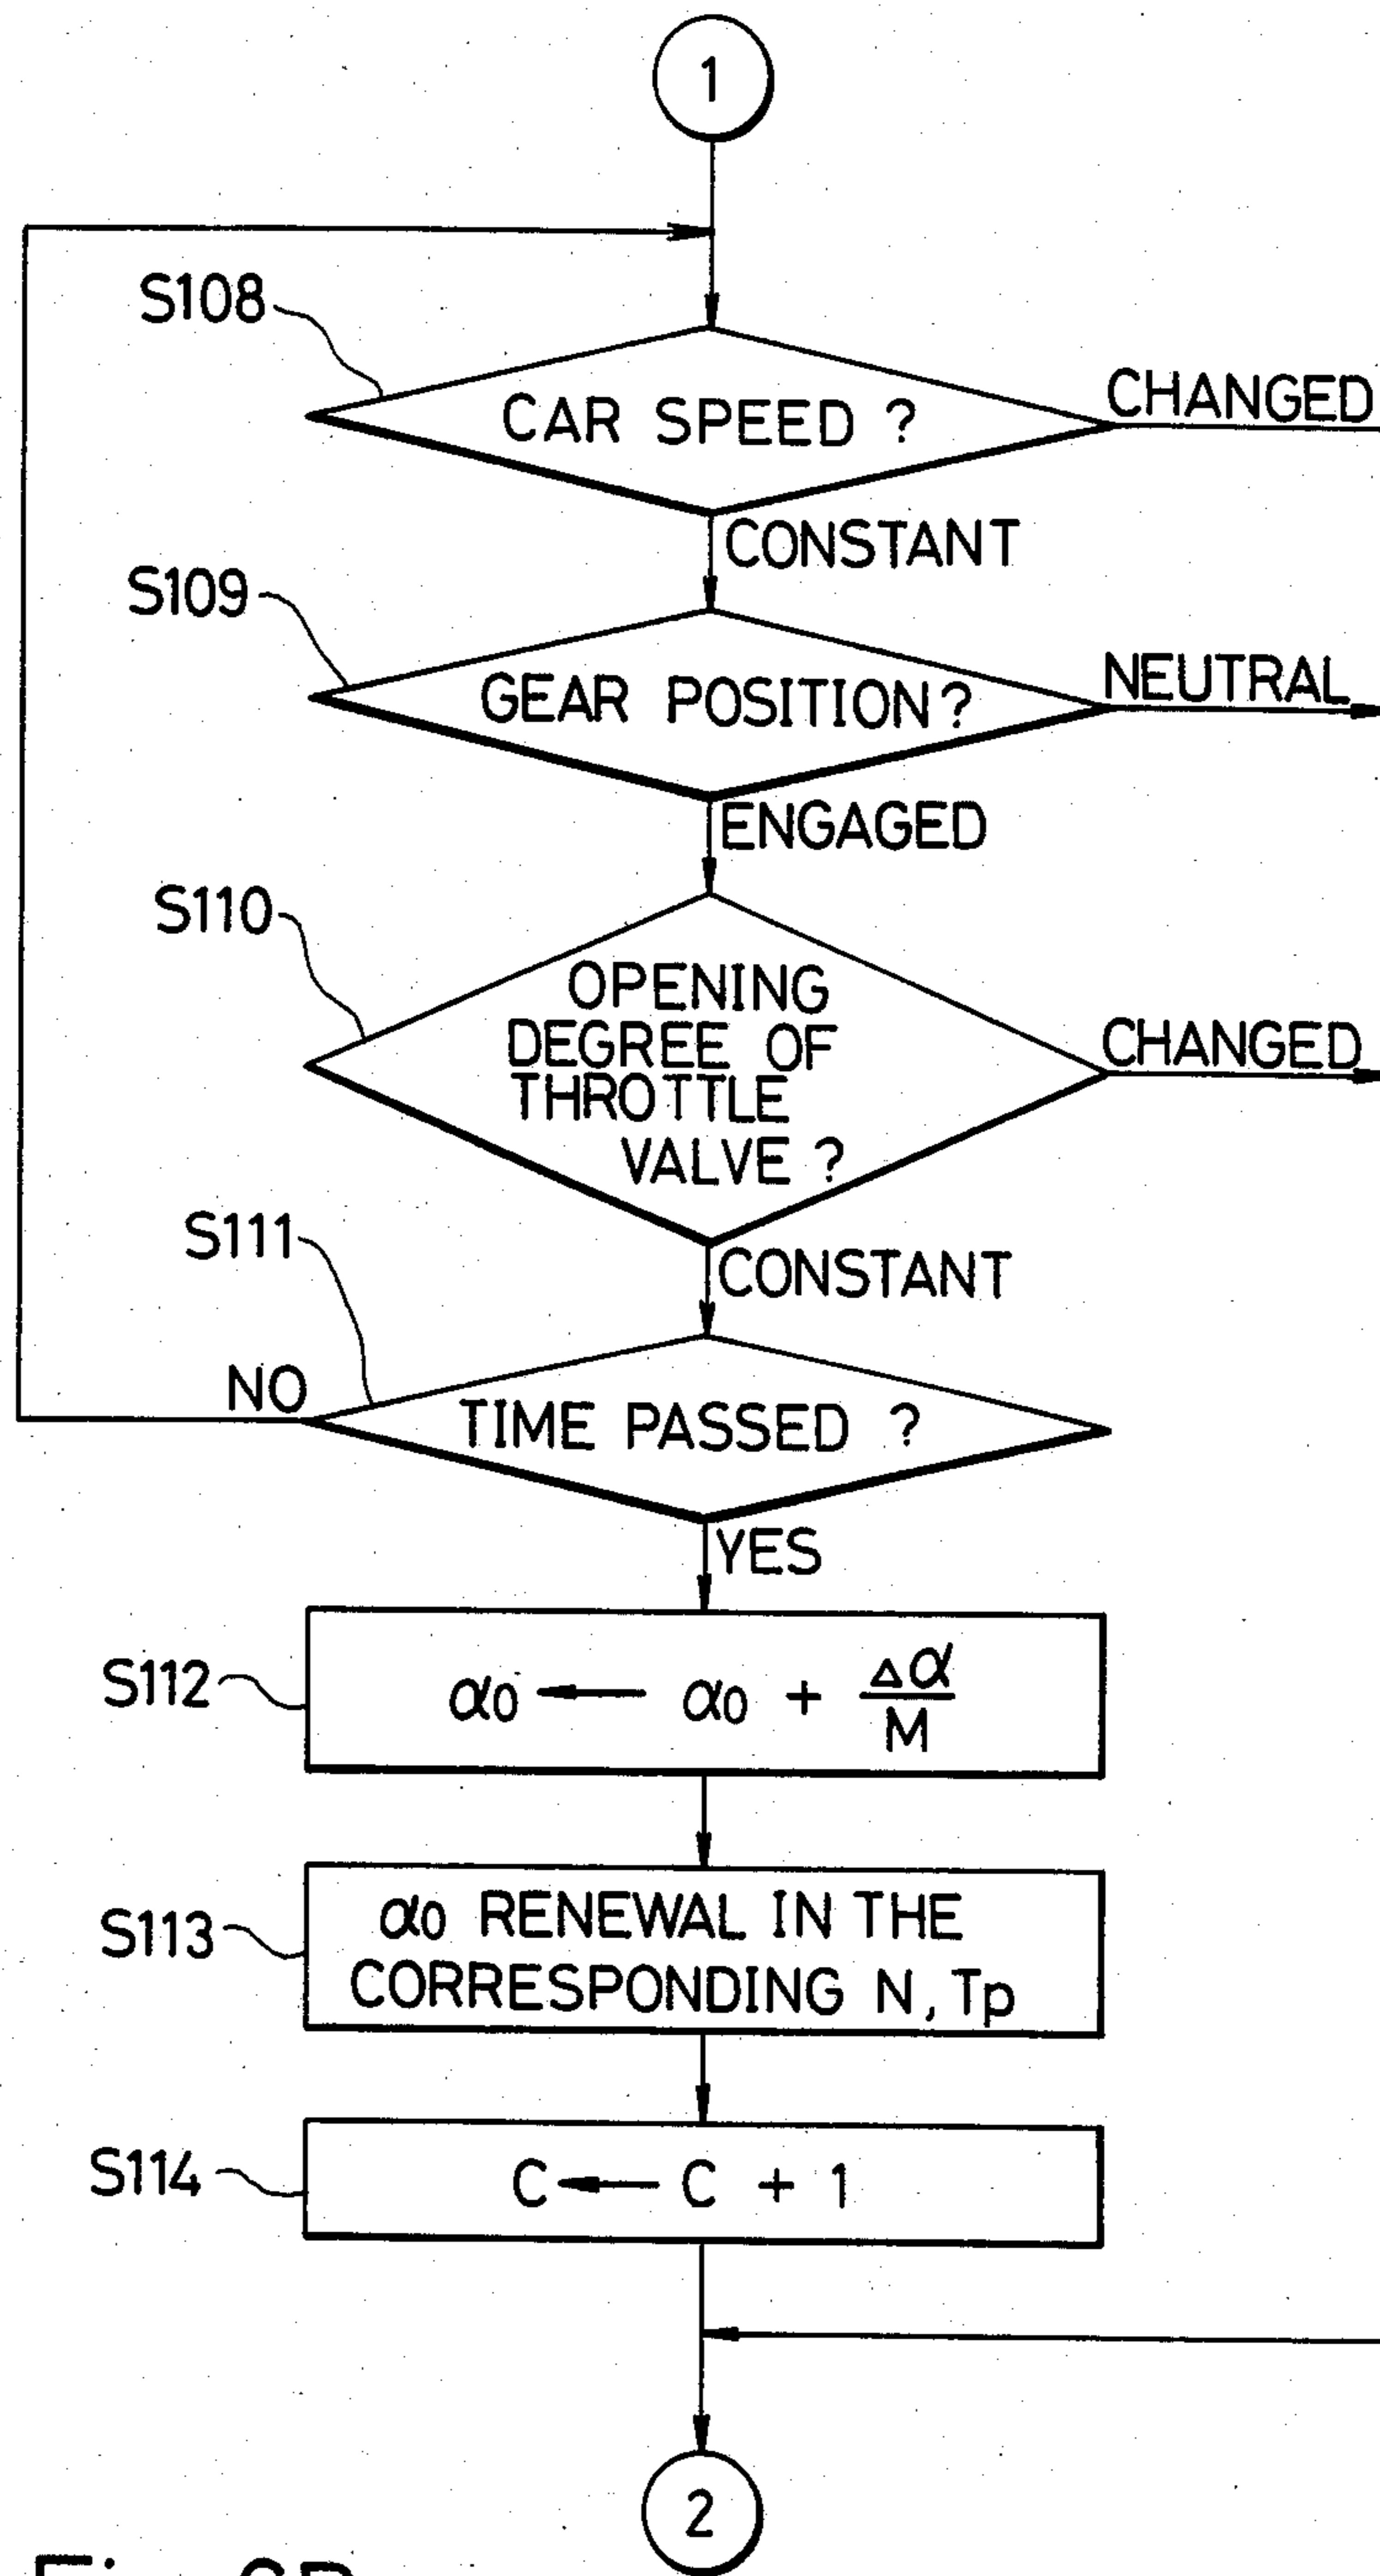 1
S108
CAR SPEED ?
CHANGED
CONSTANT
S109
GEAR POSITION?
NEUTRAL
ENGAGED
S110
OPENING
DEGREE OF
THROTTLE
VALVE ?
CHANGED
CONSTANT
S111
NO
TIME PASSED ?
YES
S112
α0 ← α0 + Δα/M
S113
α0 RENEWAL IN THE
CORRESPONDING N, Tp
S114
C ← C + 1
2